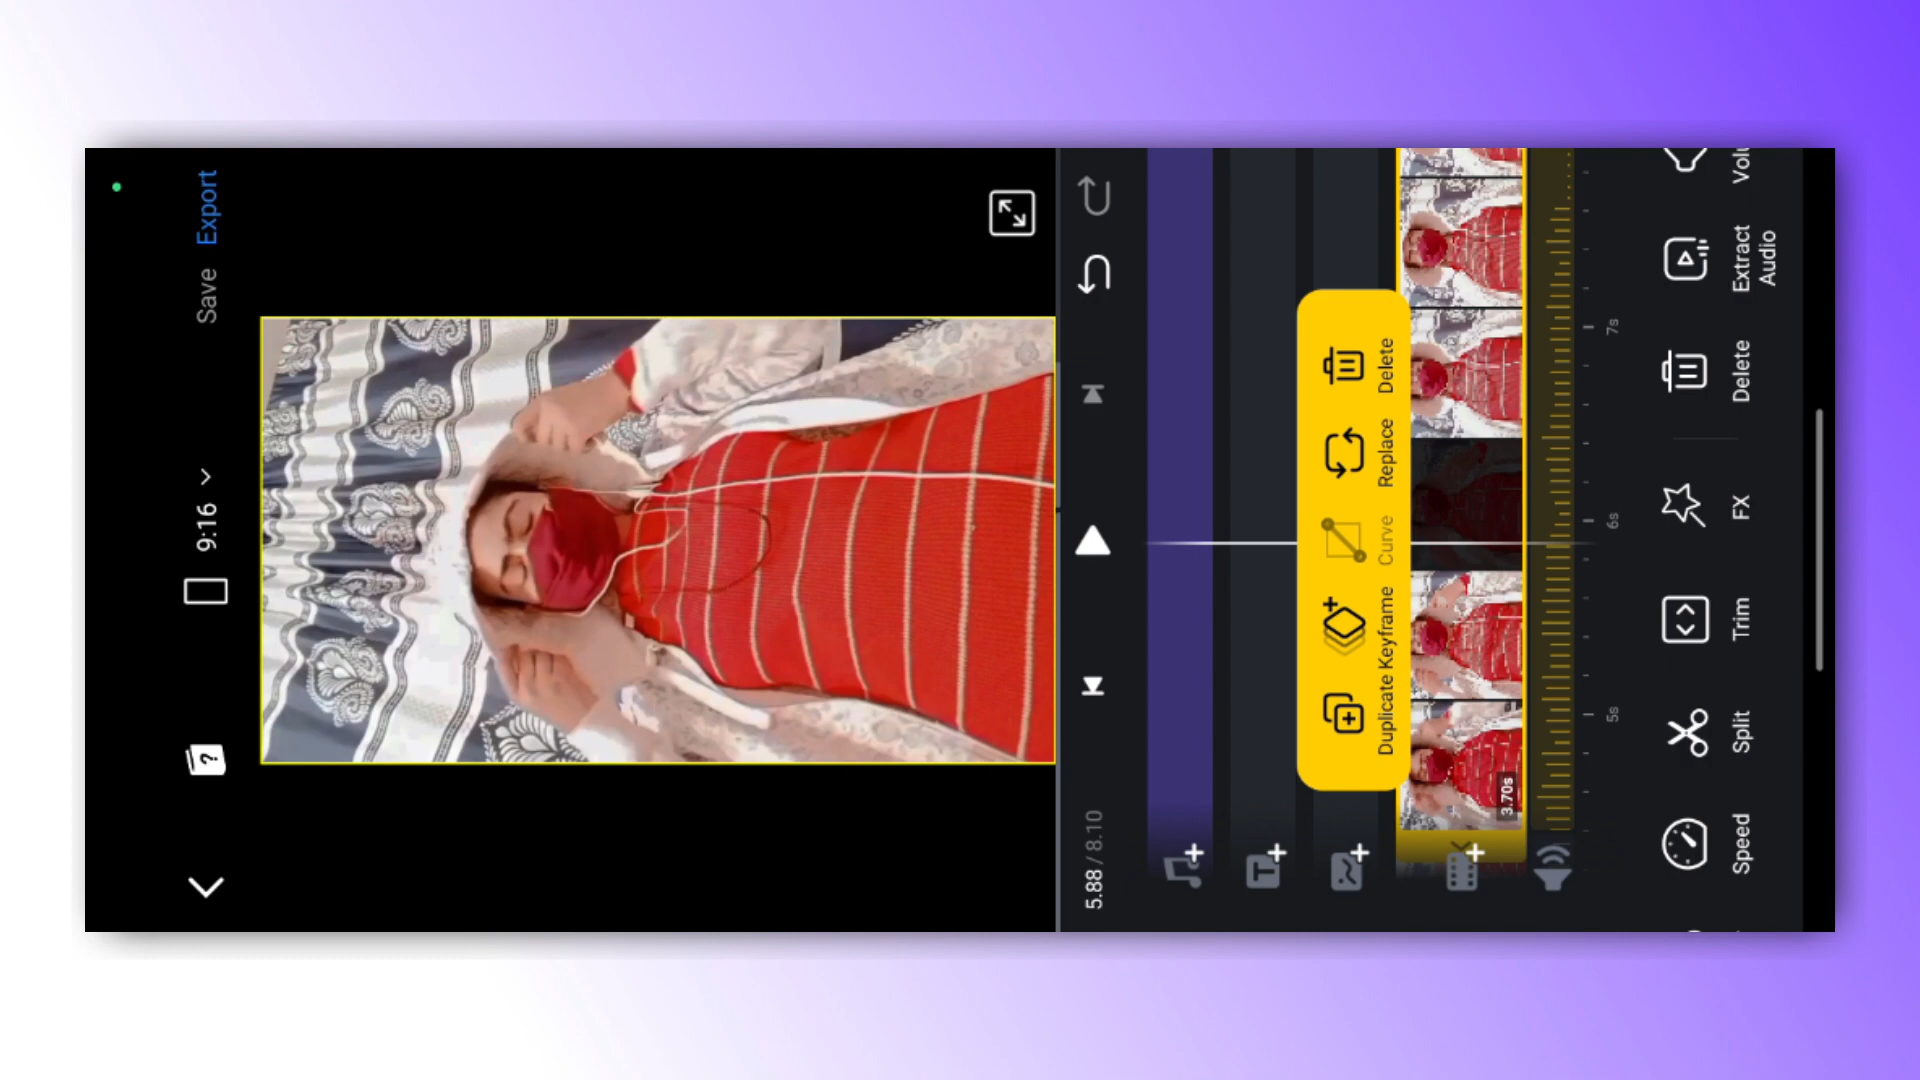 9:16 Save Export
5.88 / 8.10
Duplicate Keyframe Curve Replace Delete
3.70s
5s 6s 7s
Speed Split Trim FX Delete Extract
Audio